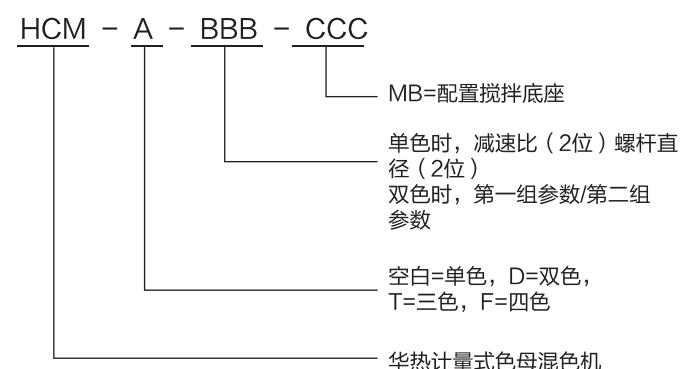 HCM - A - BBB - CCC
MB=配置搅拌底座
单色时，减速比（2位）螺杆直
径（2位）
双色时，第一组参数/第二组
参数
空白=单色，D=双色，
T=三色，F=四色
华热计量式色母混色机